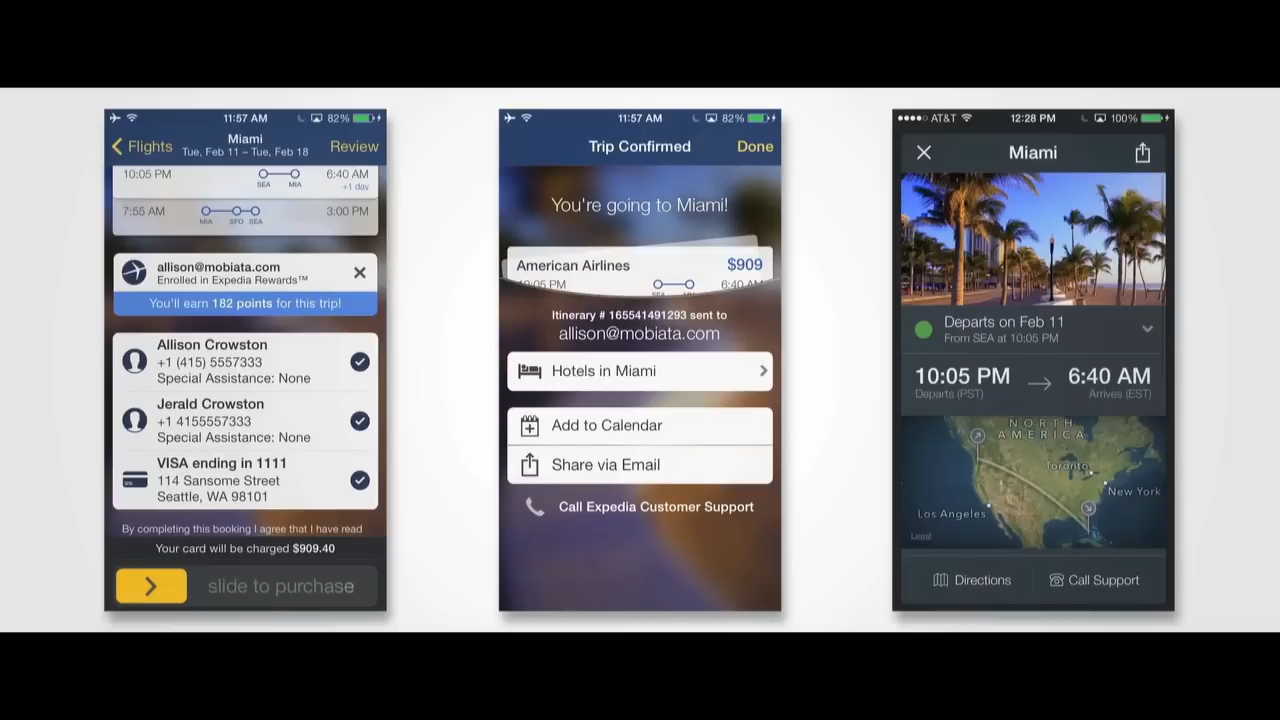 11:57 AM
82%
Flights
Miami
Tue, Feb 11 – Tue, Feb 18
Review
10:05 PM
SEA
MIA
6:40 AM
+1 day
7:55 AM
MIA
SFO
SEA
3:00 PM
allison@mobiata.com
Enrolled in Expedia Rewards™
You'll earn 182 points for this trip!
Allison Crowston
+1 (415) 5557333
Special Assistance: None
Jerald Crowston
+1 4155557333
Special Assistance: None
VISA ending in 1111
114 Sansome Street
Seattle, WA 98101
By completing this booking I agree that I have read
Your card will be charged $909.40
slide to purchase
11:57 AM
82%
Trip Confirmed
Done
You're going to Miami!
American Airlines
$909
10:05 PM
6:40 AM
Itinerary # 165541491293 sent to
allison@mobiata.com
Hotels in Miami
Add to Calendar
Share via Email
Call Expedia Customer Support
AT&T
12:28 PM
100%
Miami
Departs on Feb 11
From SEA at 10:05 PM
10:05 PM
Departs (PST)
6:40 AM
Arrives (EST)
NORTH
AMERICA
Toronto
New York
Los Angeles
Legal
Directions
Call Support